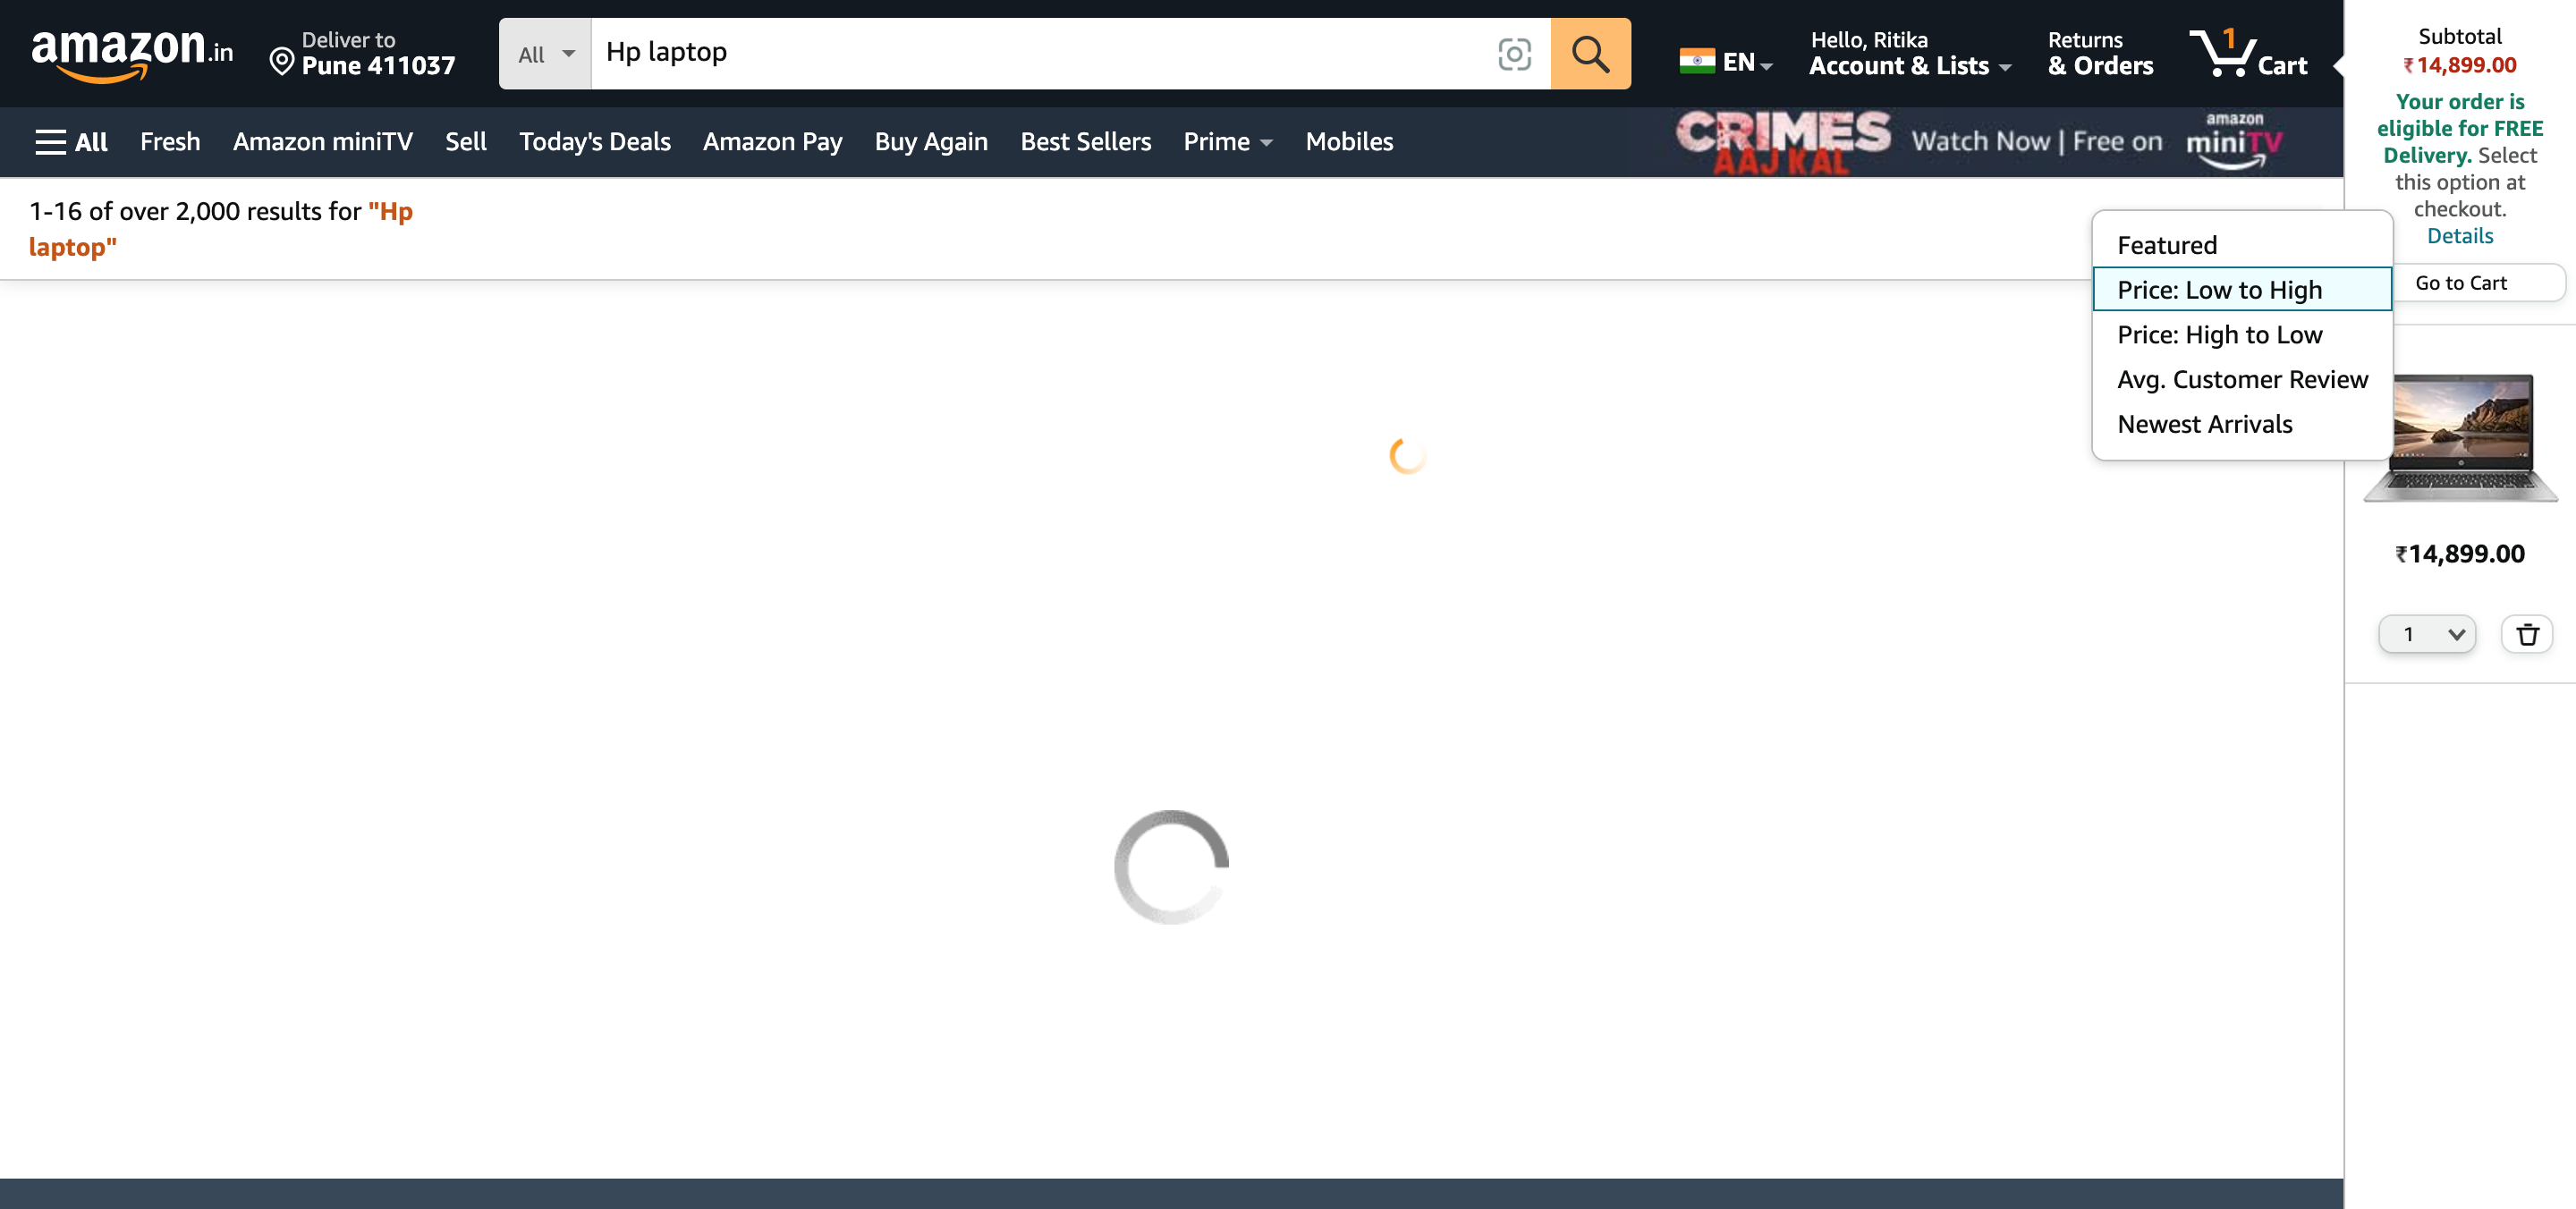 amazon.in
Deliver to
Pune 411037
All
Hp laptop
EN
Hello, Ritika
Account & Lists
Returns
& Orders
1
Cart
All
Fresh
Amazon miniTV
Sell
Today's Deals
Amazon Pay
Buy Again
Best Sellers
Prime
Mobiles
CRIMES
AAJ KAL
Watch Now | Free on
amazon
miniTV
1-16 of over 2,000 results for "Hp
laptop"
Featured
Price: Low to High
Price: High to Low
Avg. Customer Review
Newest Arrivals
Subtotal
₹14,899.00
Your order is
eligible for FREE
Delivery. Select
this option at
checkout.
Details
Go to Cart
₹14,899.00
1